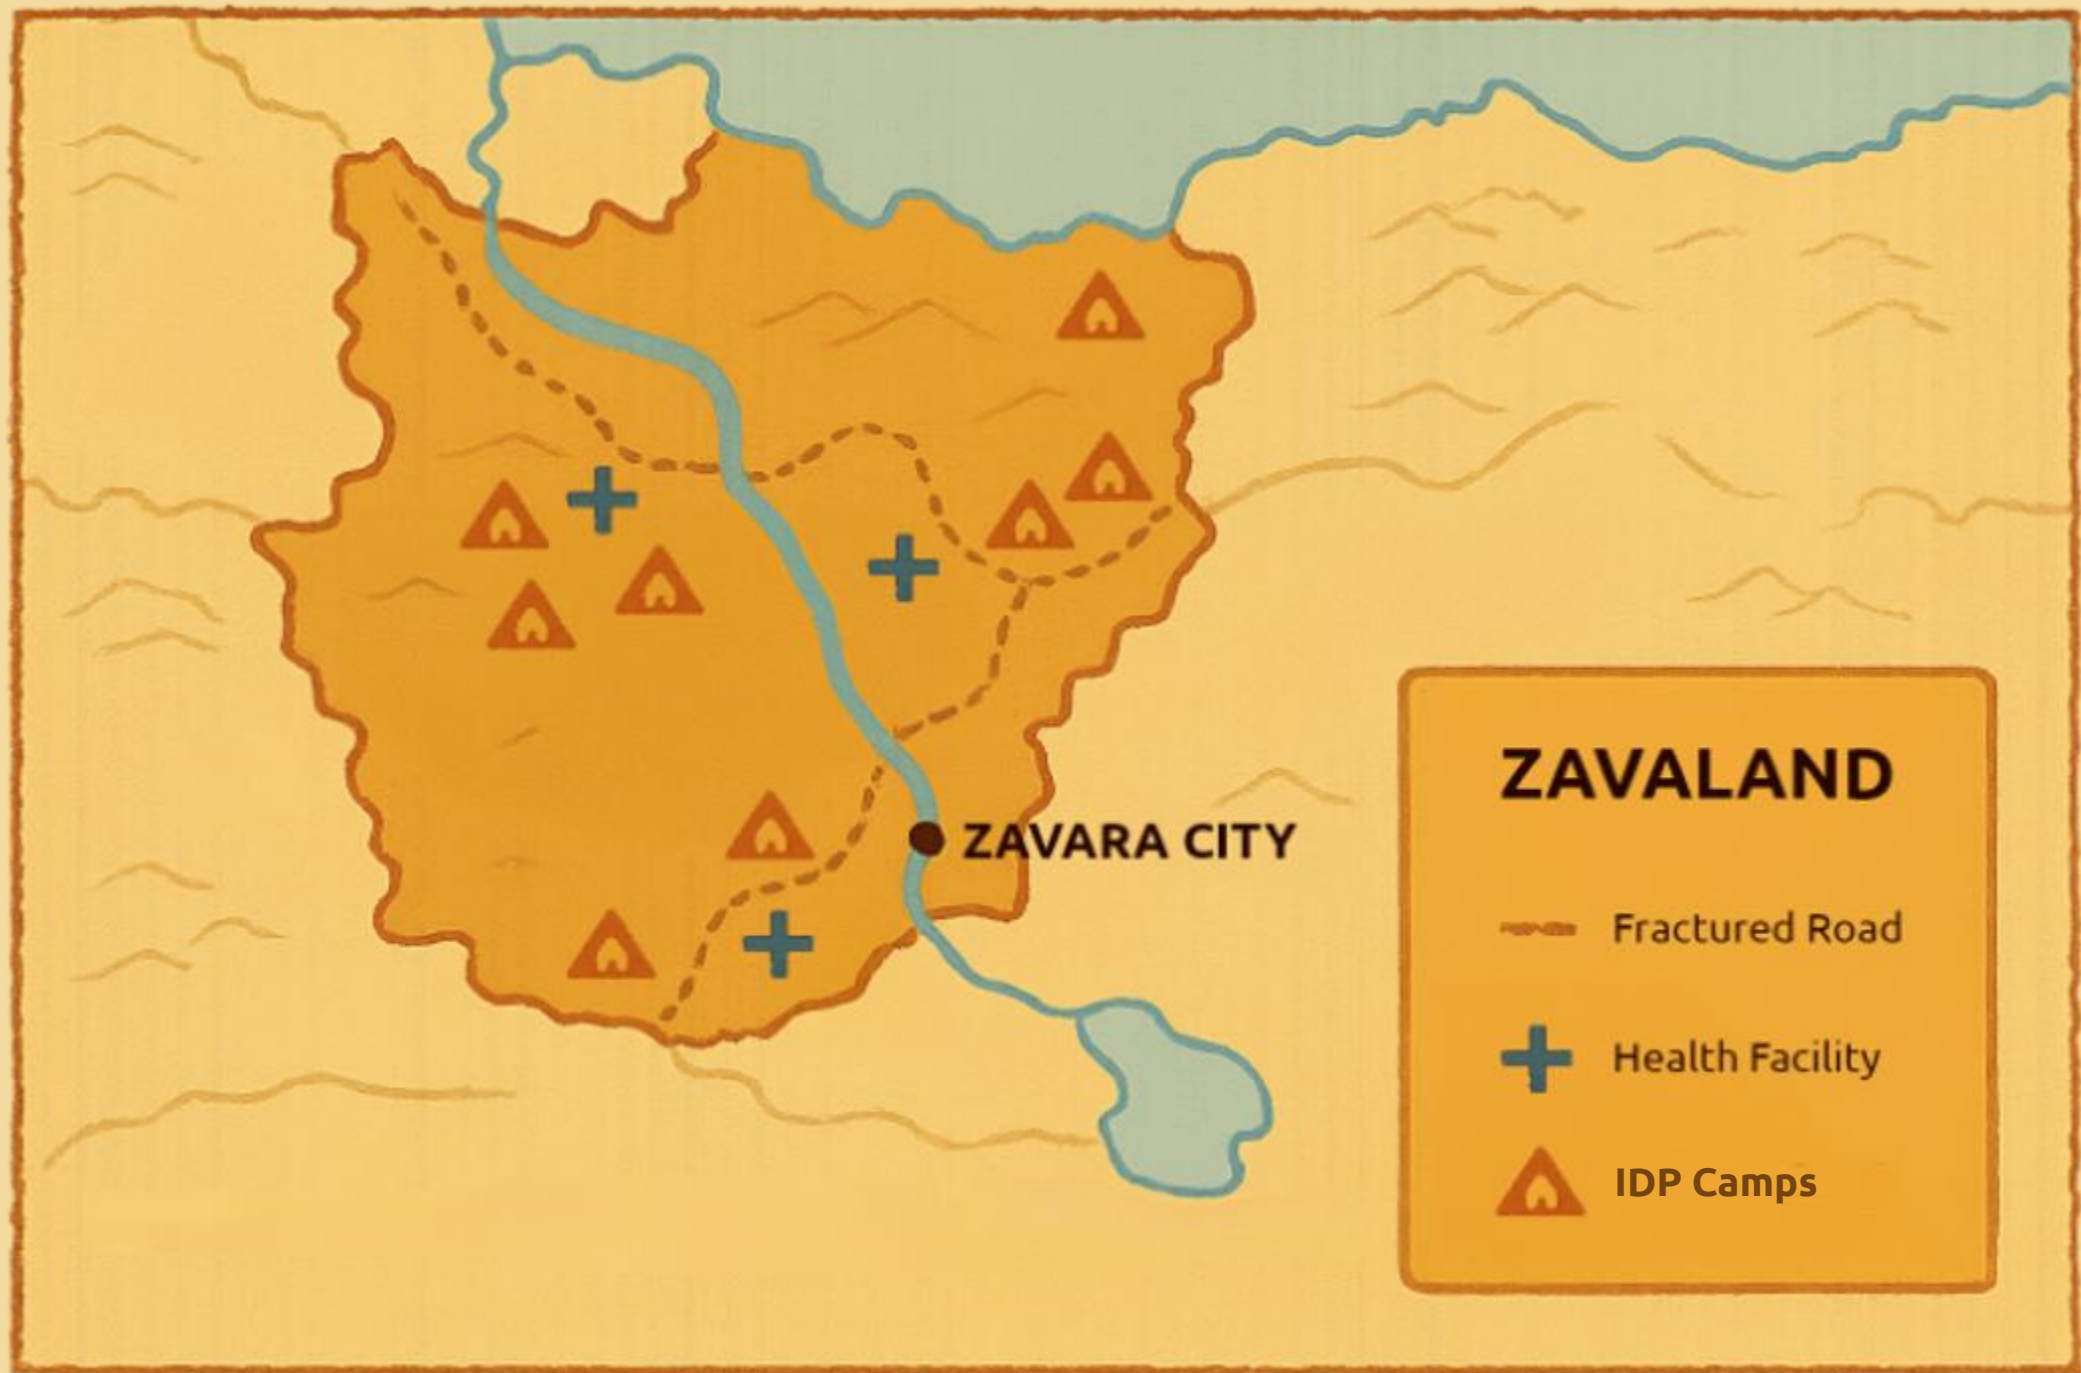 ZAVARA CITY
ZAVALAND
Fractured Road
Health Facility
IDP Camps